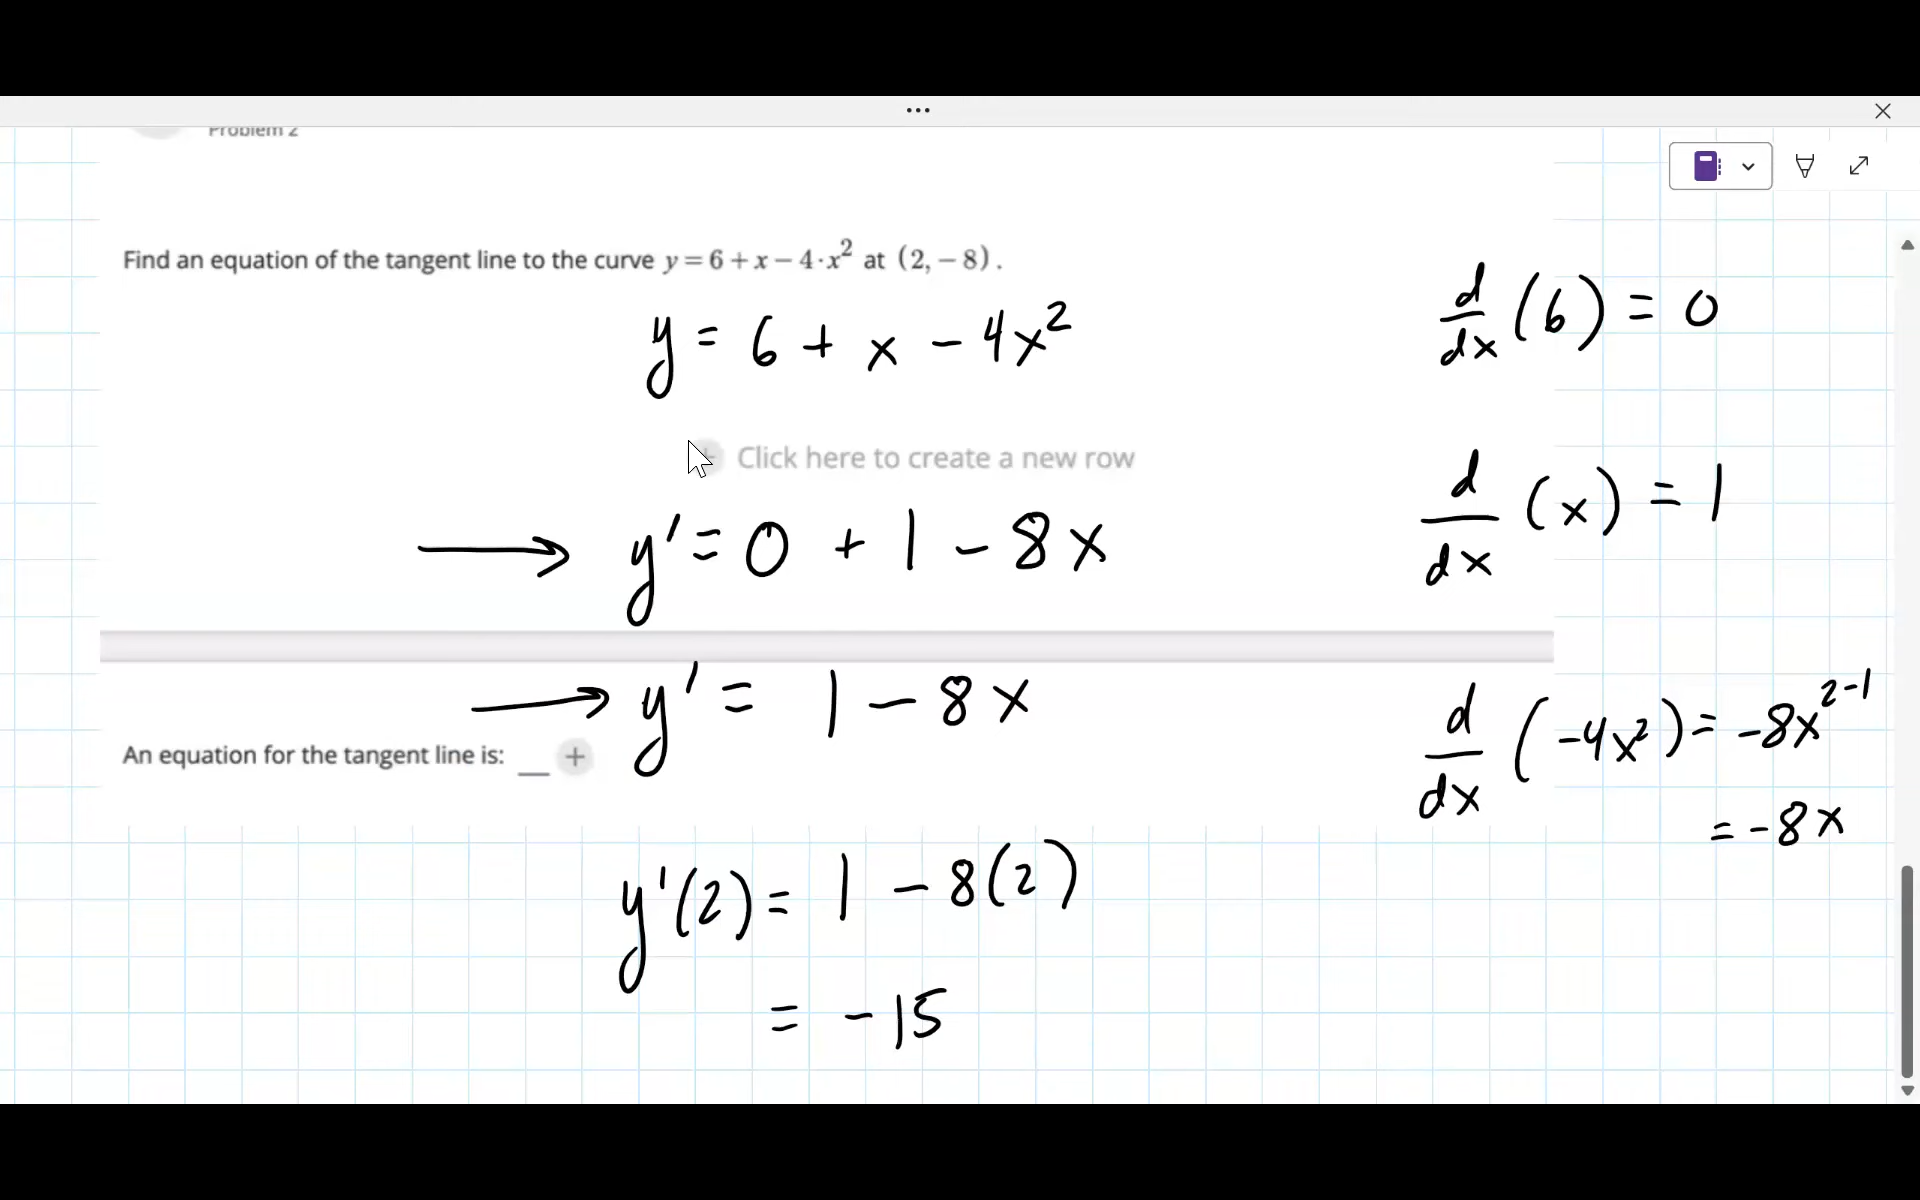 Problem 2
Find an equation of the tangent line to the curve y = 6 + x − 4·x² at (2, − 8).
y = 6 + x − 4x²
Click here to create a new row
→ y' = 0 + 1 − 8x
→ y' = 1 − 8x
An equation for the tangent line is: __
y'(2) = 1 − 8(2)
= −15
d/dx (6) = 0
d/dx (x) = 1
d/dx (−4x²) = −8x²⁻¹
= −8x